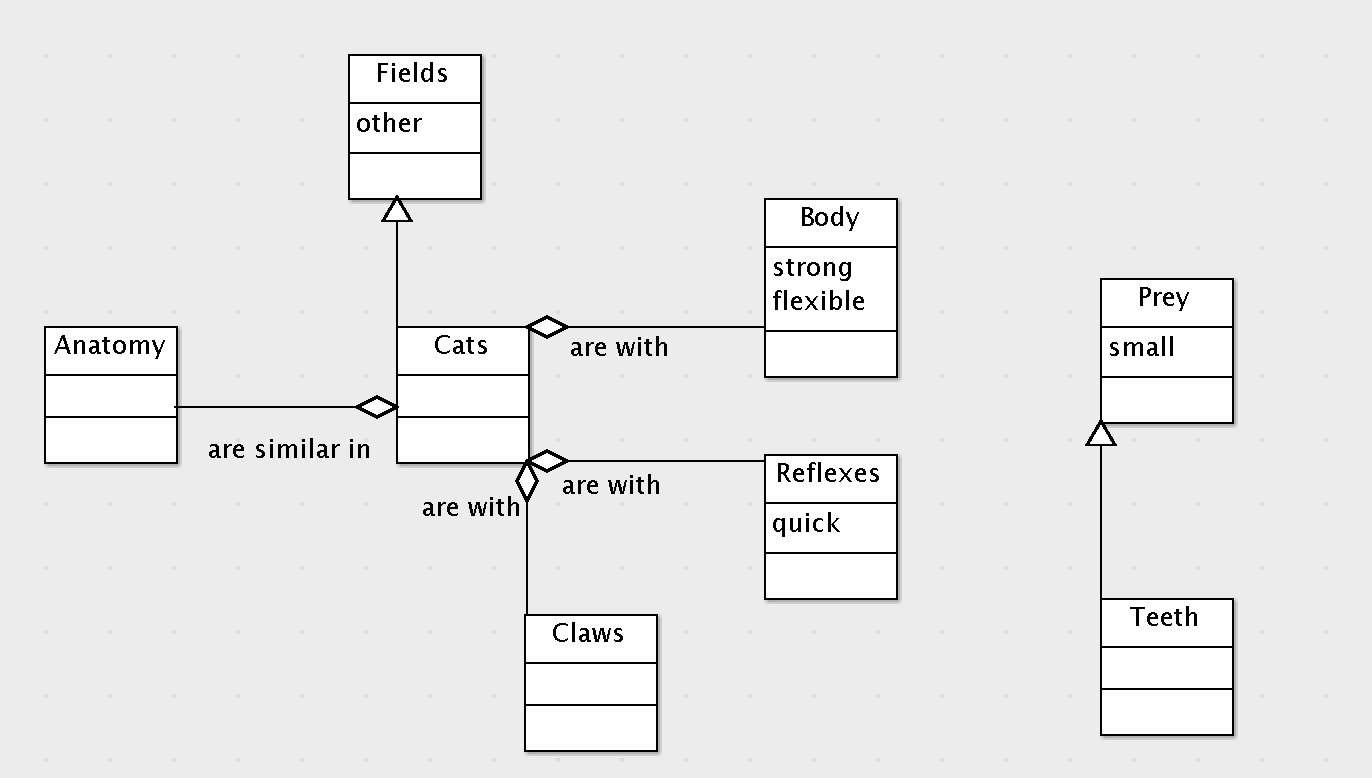 Fields
other
Body
strong
flexible
Prey
small
Anatomy
Cats
are with
are similar in
Reflexes
quick
are with
are with
Claws
Teeth